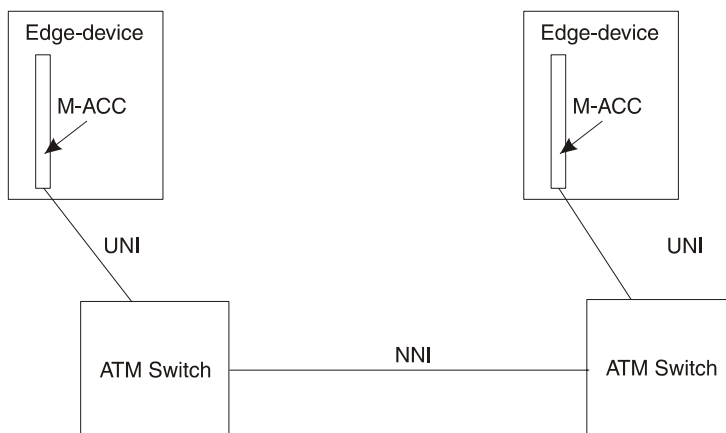 Edge-device
Edge-device
M-ACC
M-ACC
UNI
UNI
NNI
ATM Switch
ATM Switch